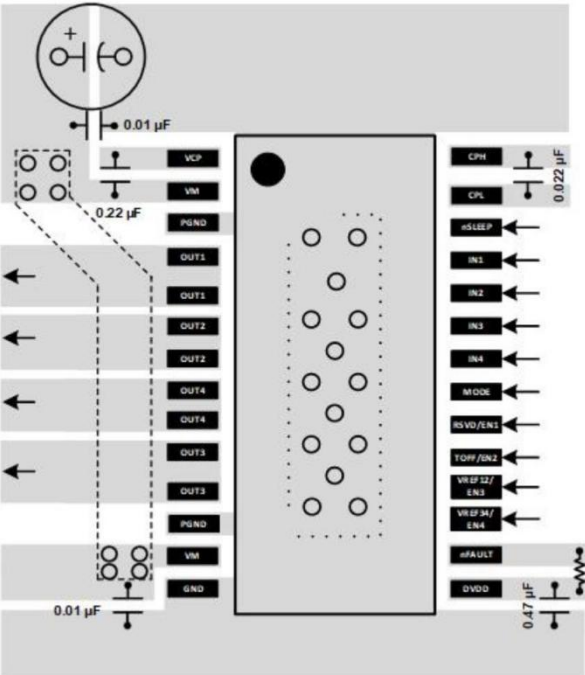 +
0.01 µF
VCP
VM
0.22 µF
PGND
OUT1
OUT1
OUT2
OUT2
OUT4
OUT4
OUT3
OUT3
PGND
VM
GND
0.01 µF
CPH
CPL
0.022 µF
nSLEEP
IN1
IN2
IN3
IN4
MODE
RSVD/EN1
TOFF/EN2
VREF12/
EN3
VREF34/
EN4
nFAULT
DVDD
0.47 µF